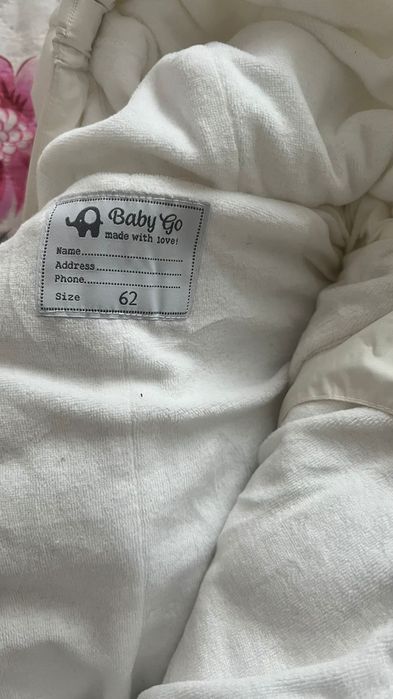 Baby Go
made with love!
Name..............................
Address..........................
Phone.............................
Size 62